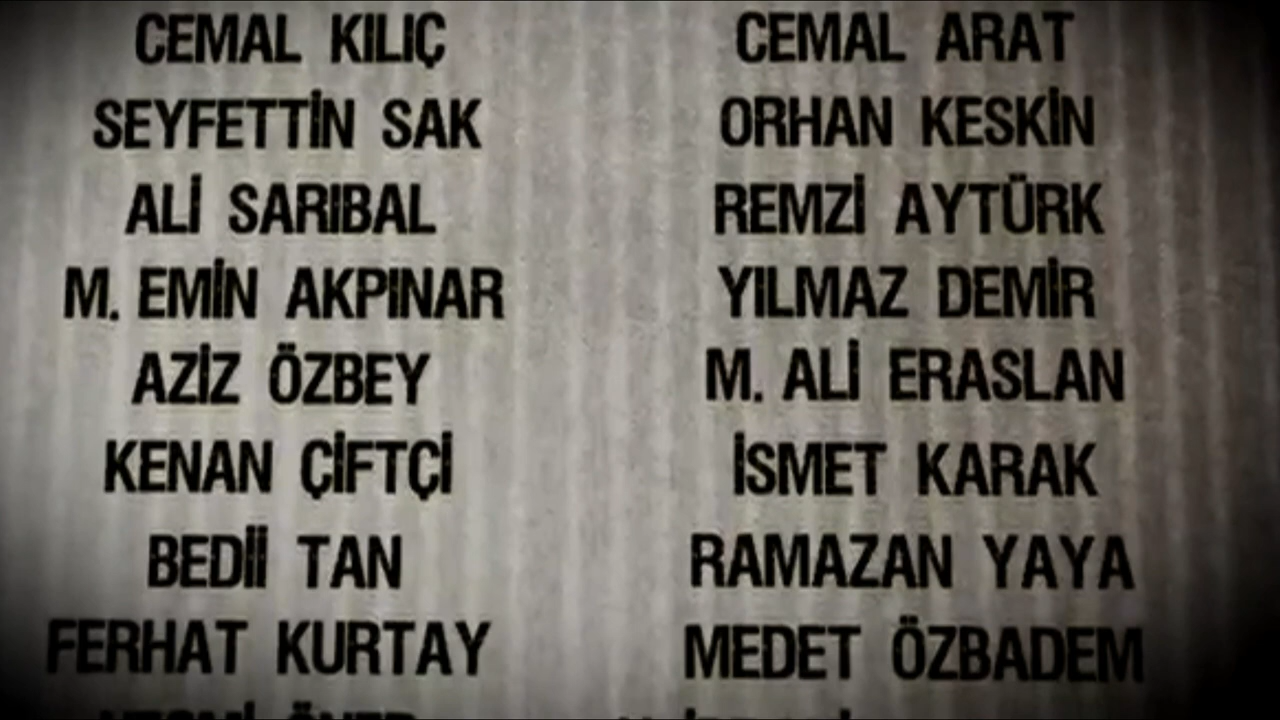 CEMAL KILIÇ
SEYFETTİN SAK
ALİ SARIBAL
M. EMİN AKPINAR
AZİZ ÖZBEY
KENAN ÇİFTÇİ
BEDİİ TAN
FERHAT KURTAY
CEMAL ARAT
ORHAN KESKİN
REMZİ AYTÜRK
YILMAZ DEMİR
M. ALİ ERASLAN
İSMET KARAK
RAMAZAN YAYA
MEDET ÖZBADEM